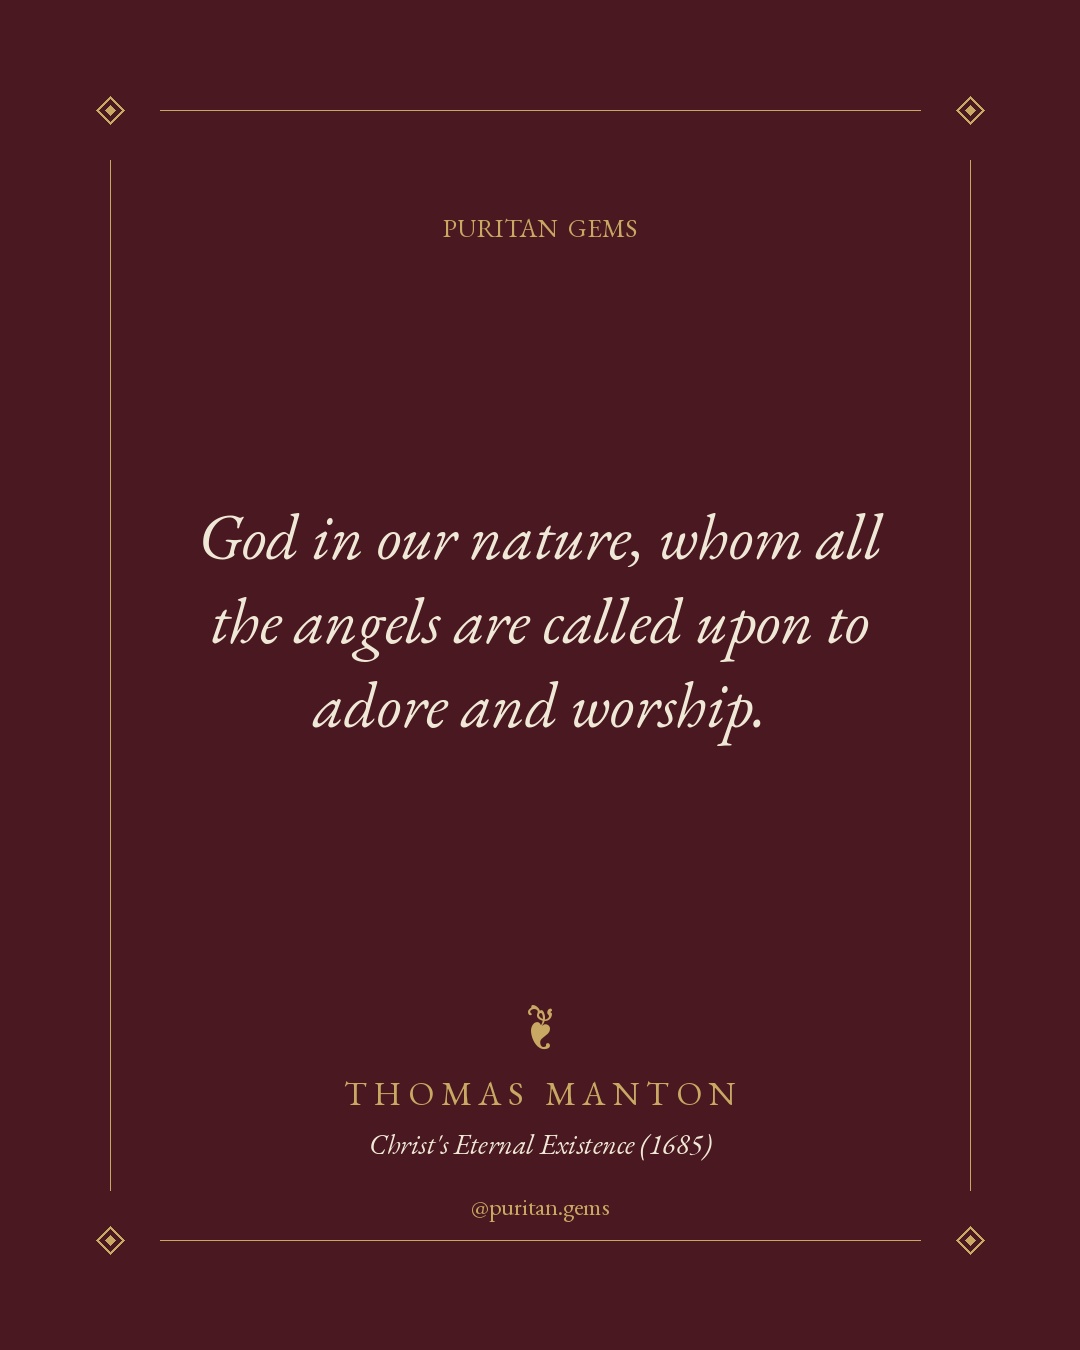 PURITAN GEMS
God in our nature, whom all
the angels are called upon to
adore and worship.
THOMAS MANTON
Christ's Eternal Existence (1685)
@puritan.gems